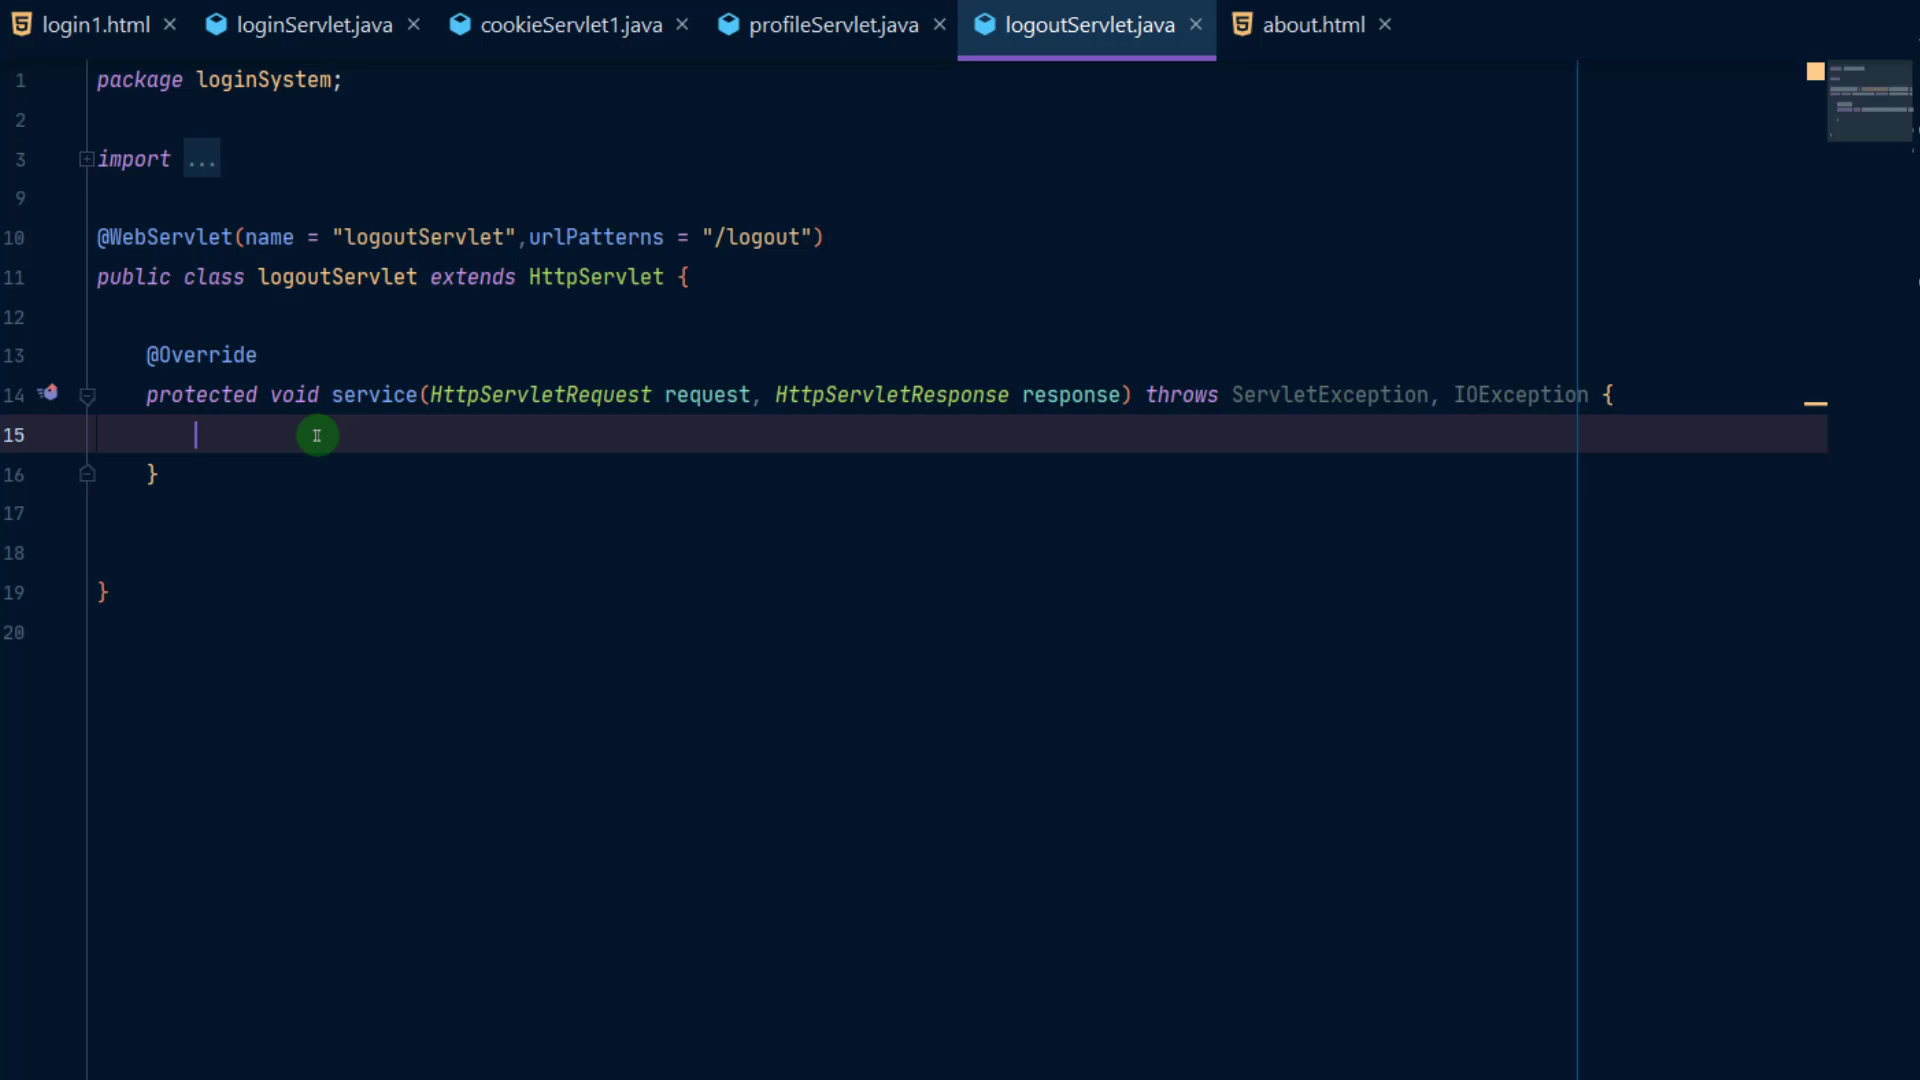 login1.html loginServlet.java cookieServlet1.java profileServlet.java logoutServlet.java about.html
1 package loginSystem;
2
3 import ...
9
10 @WebServlet(name = "logoutServlet",urlPatterns = "/logout")
11 public class logoutServlet extends HttpServlet {
12
13 @Override
14 protected void service(HttpServletRequest request, HttpServletResponse response) throws ServletException, IOException {
15
16 }
17
18
19 }
20